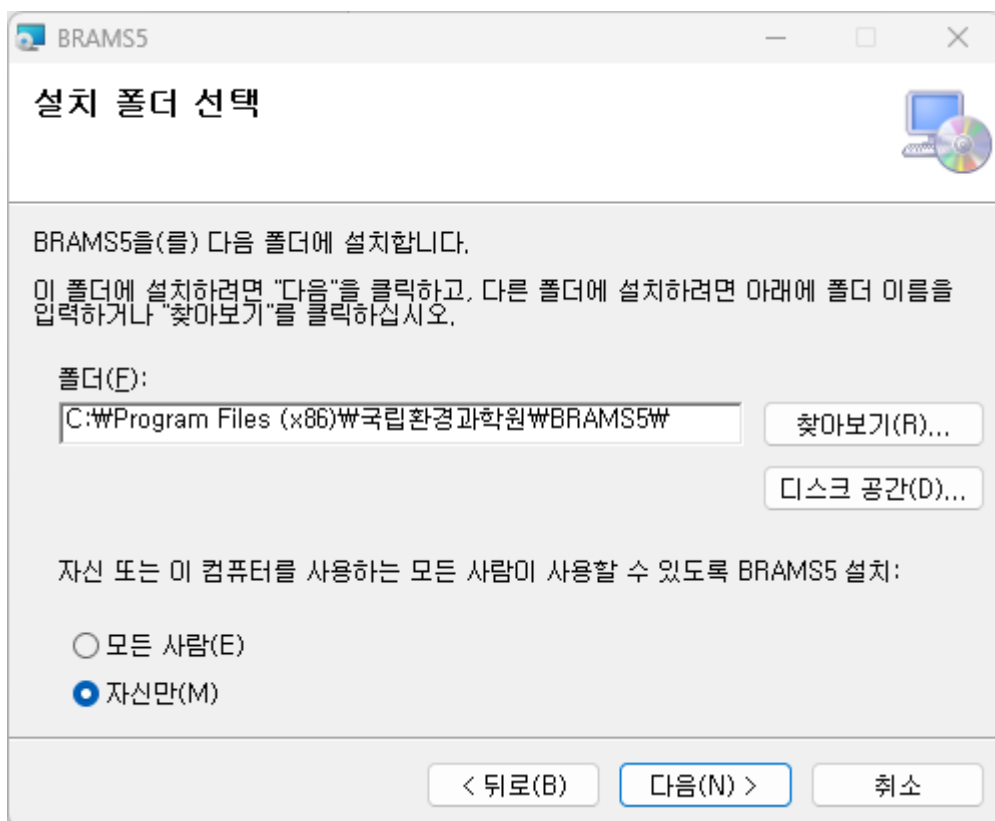 BRAMS5
설치 폴더 선택
BRAMS5을(를) 다음 폴더에 설치합니다.
이 폴더에 설치하려면 "다음"을 클릭하고, 다른 폴더에 설치하려면 아래에 폴더 이름을
입력하거나 "찾아보기"를 클릭하십시오.
폴더(F):
C:₩Program Files (x86)₩국립환경과학원₩BRAMS5₩
찾아보기(R)...
디스크 공간(D)...
자신 또는 이 컴퓨터를 사용하는 모든 사람이 사용할 수 있도록 BRAMS5 설치:
모든 사람(E)
자신만(M)
< 뒤로(B)
다음(N) >
취소